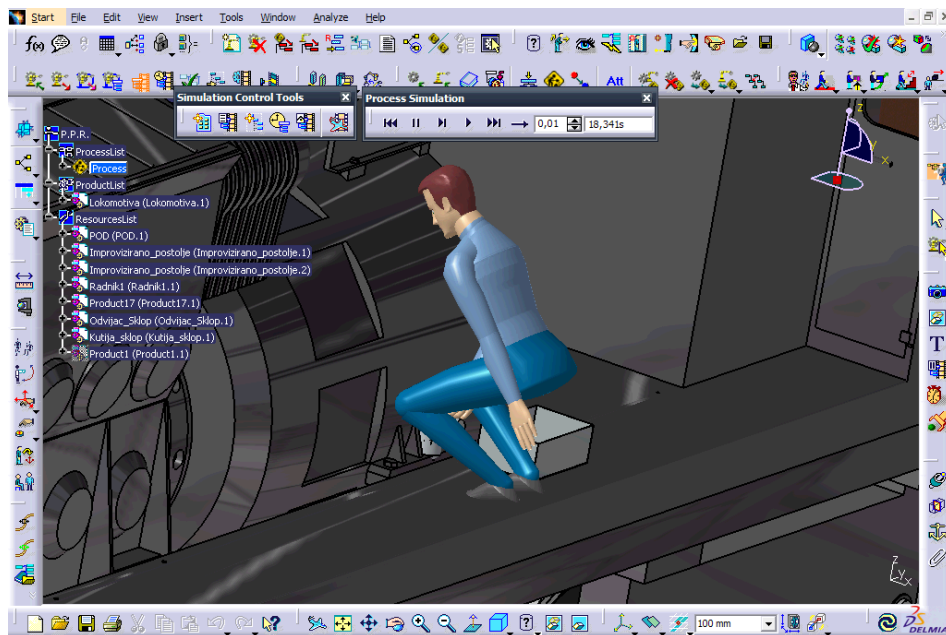 Start File Edit View Insert Tools Window Analyze Help
f(x)
Att
Simulation Control Tools X Process Simulation X
0,01 18,341s
P.P.R.
ProcessList
Process
ProductList
Lokomotiva (Lokomotiva.1)
ResourcesList
POD (POD.1)
Improvizirano_postolje (Improvizirano_postolje.1)
Improvizirano_postolje (Improvizirano_postolje.2)
Radnik1 (Radnik1.1)
Product17 (Product17.1)
Odvijac_Sklop (Odvijac_Sklop.1)
Kutija_sklop (Kutija_sklop.1)
Product1 (Product1.1)
z
y
x
T
z
y x
100 mm
DELMIA